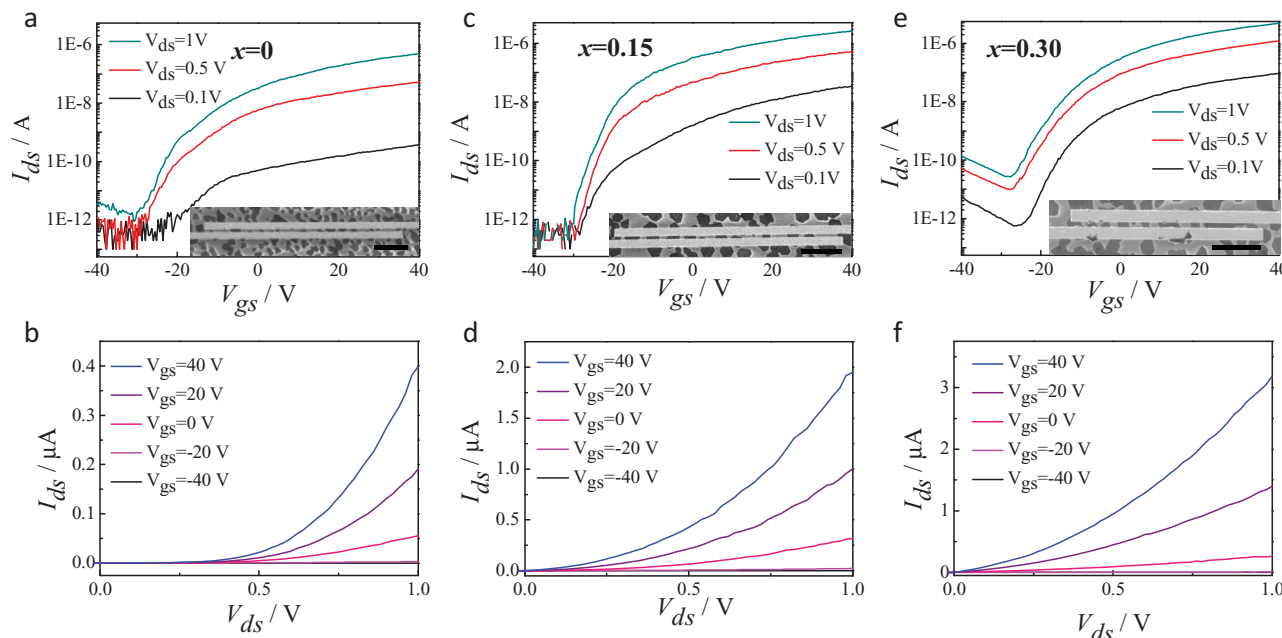 a
V_ds=1V
V_ds=0.5 V
V_ds=0.1V
x=0
1E-6
1E-8
1E-10
1E-12
I_ds / A
-40 -20 0 20 40
V_gs / V
c
x=0.15
V_ds=1V
V_ds=0.5 V
V_ds=0.1V
1E-6
1E-8
1E-10
1E-12
I_ds / A
-40 -20 0 20 40
V_gs / V
e
x=0.30
V_ds=1V
V_ds=0.5 V
V_ds=0.1V
1E-6
1E-8
1E-10
1E-12
I_ds / A
-40 -20 0 20 40
V_gs / V
b
V_gs=40 V
V_gs=20 V
V_gs=0 V
V_gs=-20 V
V_gs=-40 V
0.4
0.3
0.2
0.1
0.0
I_ds / μA
0.0 0.5 1.0
V_ds / V
d
V_gs=40 V
V_gs=20 V
V_gs=0 V
V_gs=-20 V
V_gs=-40 V
2.0
1.5
1.0
0.5
0.0
I_ds / μA
0.0 0.5 1.0
V_ds / V
f
V_gs=40 V
V_gs=20 V
V_gs=0 V
V_gs=-20 V
V_gs=-40 V
3
2
1
0
I_ds / μA
0.0 0.5 1.0
V_ds / V